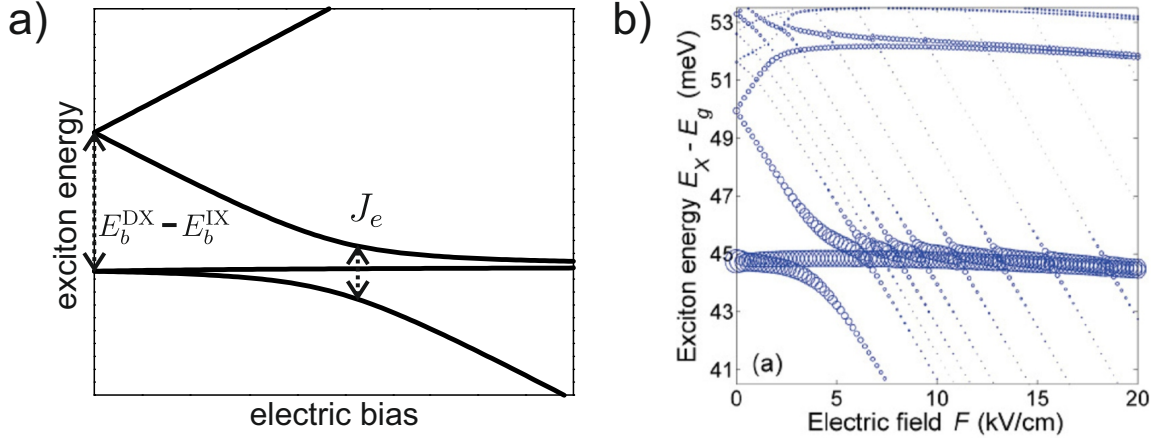 a)
exciton energy
E_b^DX - E_b^IX
J_e
electric bias
b)
Exciton energy E_X - E_g (meV)
53
51
49
47
45
43
41
(a)
0 5 10 15 20
Electric field F (kV/cm)